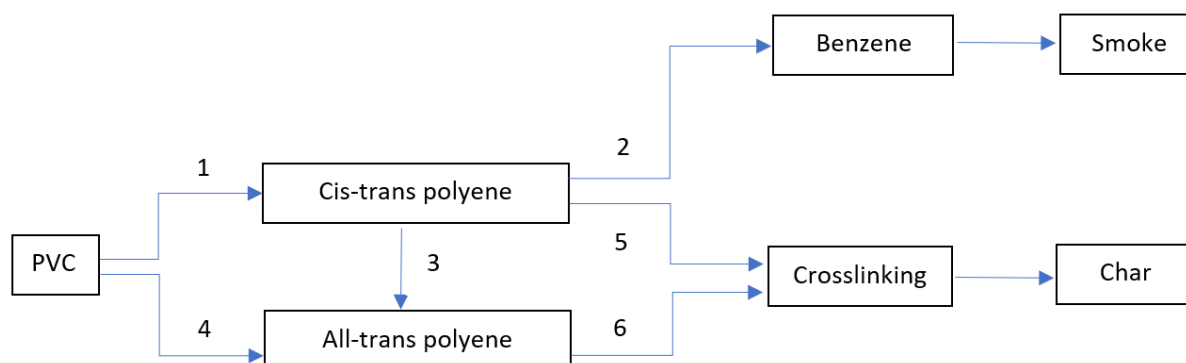 Benzene
Smoke
2
1
Cis-trans polyene
PVC
3
5
Crosslinking
Char
4
All-trans polyene
6